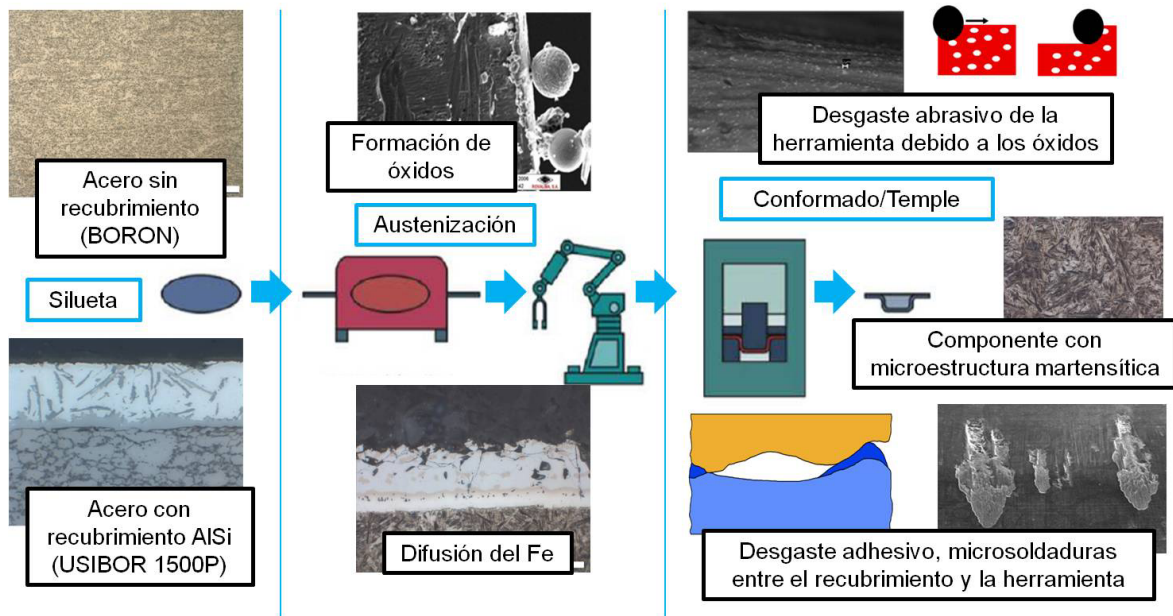 Acero sin
recubrimiento
(BORON)
Silueta
Acero con
recubrimiento AlSi
(USIBOR 1500P)
Formación de
óxidos
Austenización
Difusión del Fe
Desgaste abrasivo de la
herramienta debido a los óxidos
Conformado/Temple
Componente con
microestructura martensítica
Desgaste adhesivo, microsoldaduras
entre el recubrimiento y la herramienta